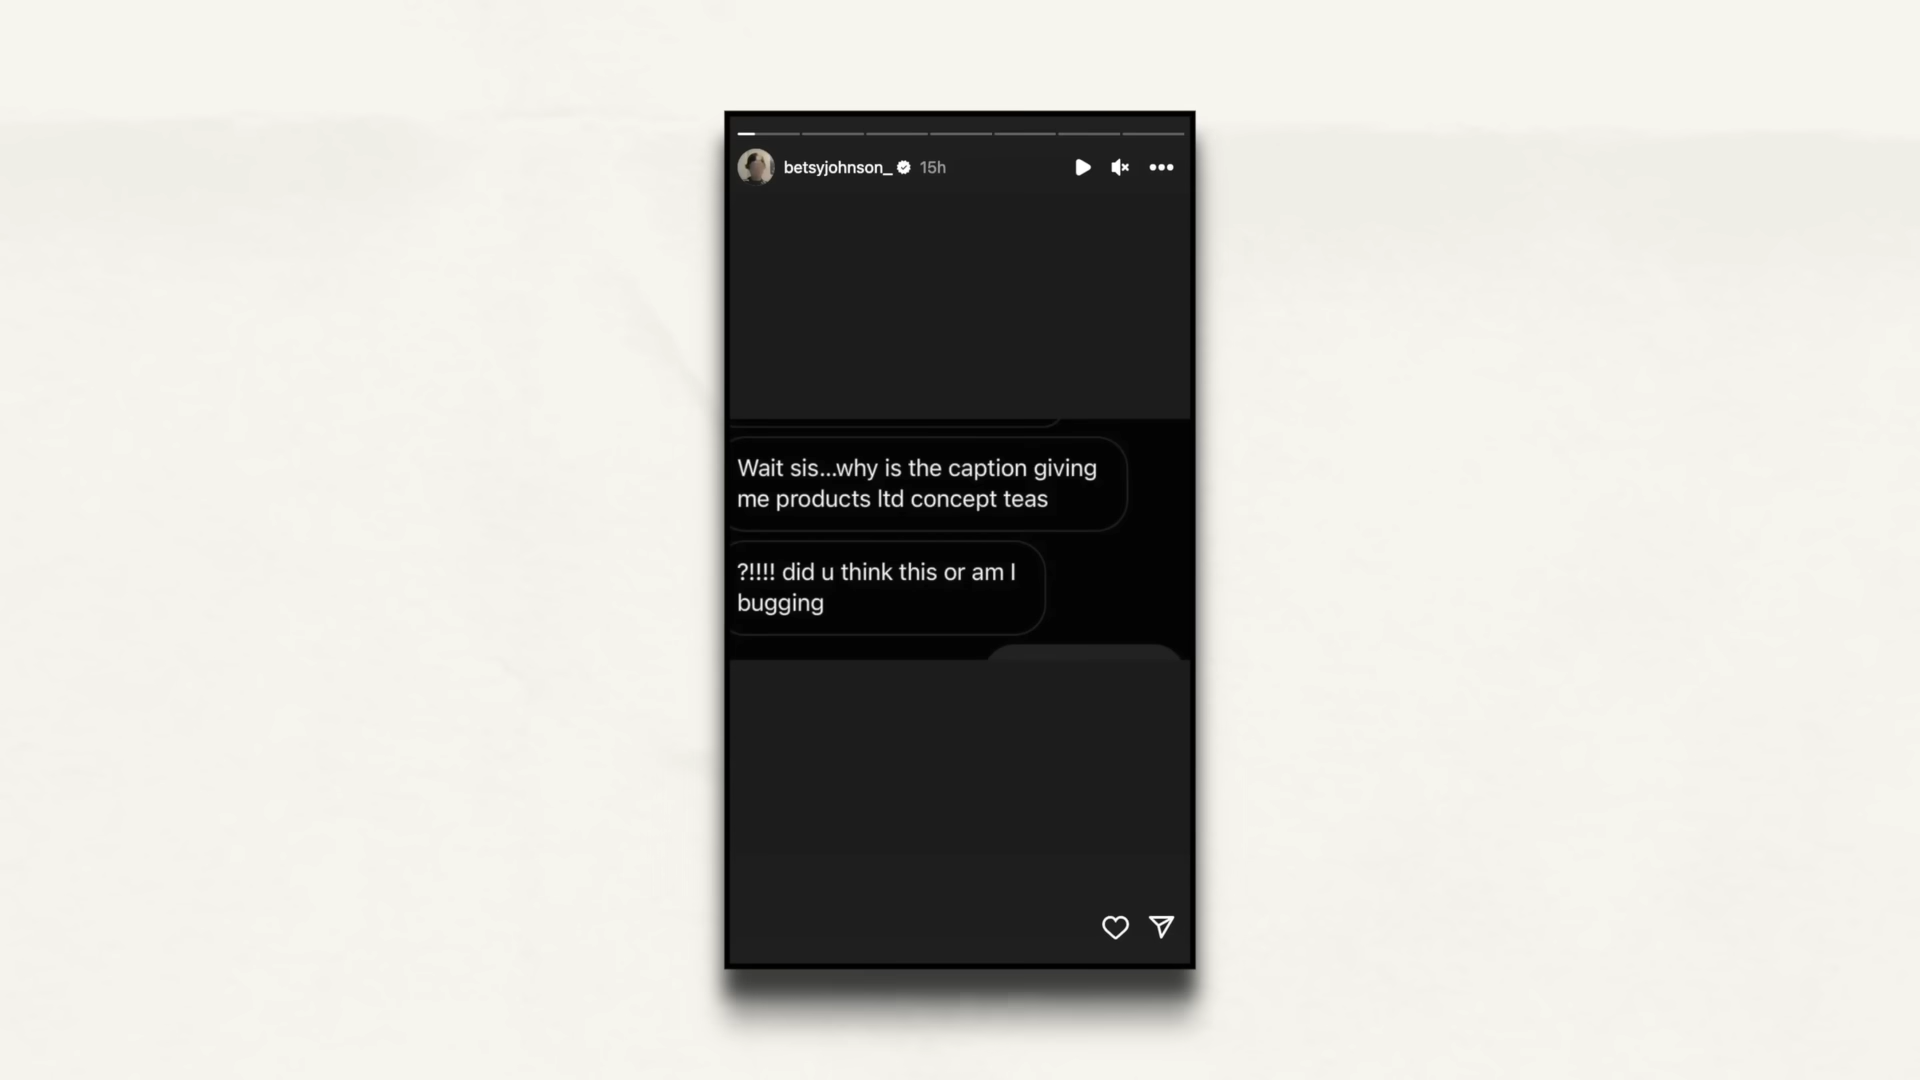 betsyjohnson_ 15h
Wait sis...why is the caption giving
me products ltd concept teas
?!!!! did u think this or am I
bugging